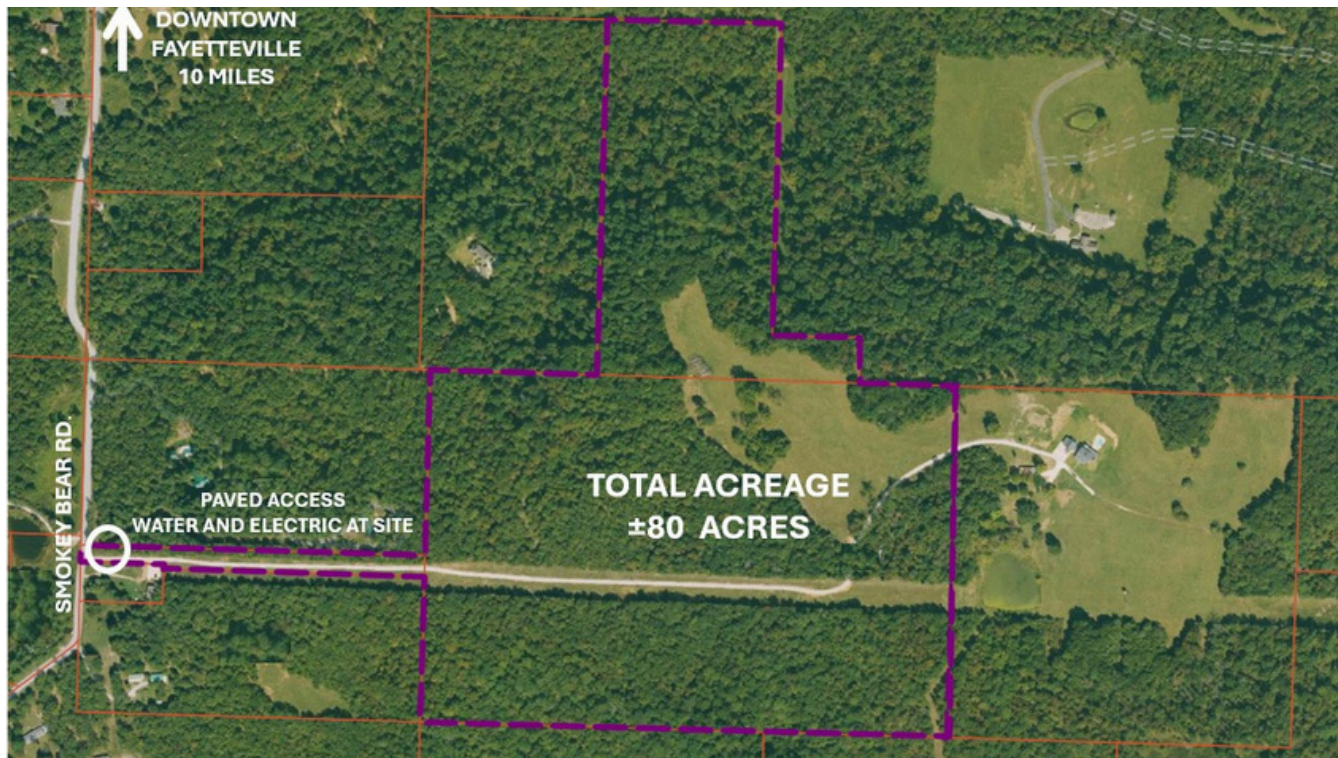 DOWNTOWN
FAYETTEVILLE
10 MILES
SMOKEY BEAR RD.
PAVED ACCESS
WATER AND ELECTRIC AT SITE
TOTAL ACREAGE
±80 ACRES